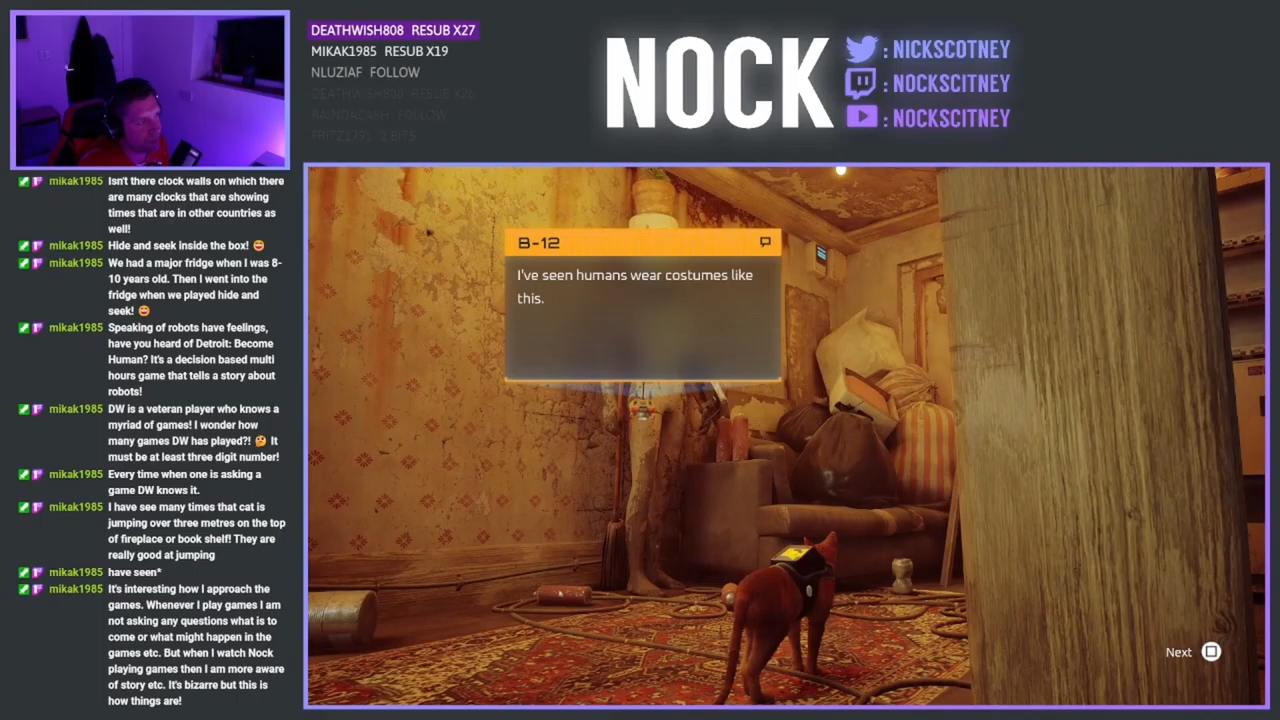 DEATHWISH808 RESUB X27
MIKAK1985 RESUB X19
NLUZIAF FOLLOW
DEATHWISH808 RESUB X26
RAINDACASH FOLLOW
FRITZ1791 2 BITS
NOCK
: NICKSCOTNEY
: NOCKSCITNEY
: NOCKSCITNEY
mikak1985 Isn't there clock walls on which there
are many clocks that are showing
times that are in other countries as
well!
mikak1985 Hide and seek inside the box! 😄
mikak1985 We had a major fridge when I was 8-
10 years old. Then I went into the
fridge when we played hide and
seek! 😄
mikak1985 Speaking of robots have feelings,
have you heard of Detroit: Become
Human? It's a decision based multi
hours game that tells a story about
robots!
mikak1985 DW is a veteran player who knows a
myriad of games! I wonder how
many games DW has played?! 🤔 It
must be at least three digit number!
mikak1985 Every time when one is asking a
game DW knows it.
mikak1985 I have see many times that cat is
jumping over three metres on the top
of fireplace or book shelf! They are
really good at jumping
mikak1985 have seen*
mikak1985 It's interesting how I approach the
games. Whenever I play games I am
not asking any questions what is to
come or what might happen in the
games etc. But when I watch Nock
playing games then I am more aware
of story etc. It's bizarre but this is
how things are!
B-12
I've seen humans wear costumes like
this.
Next